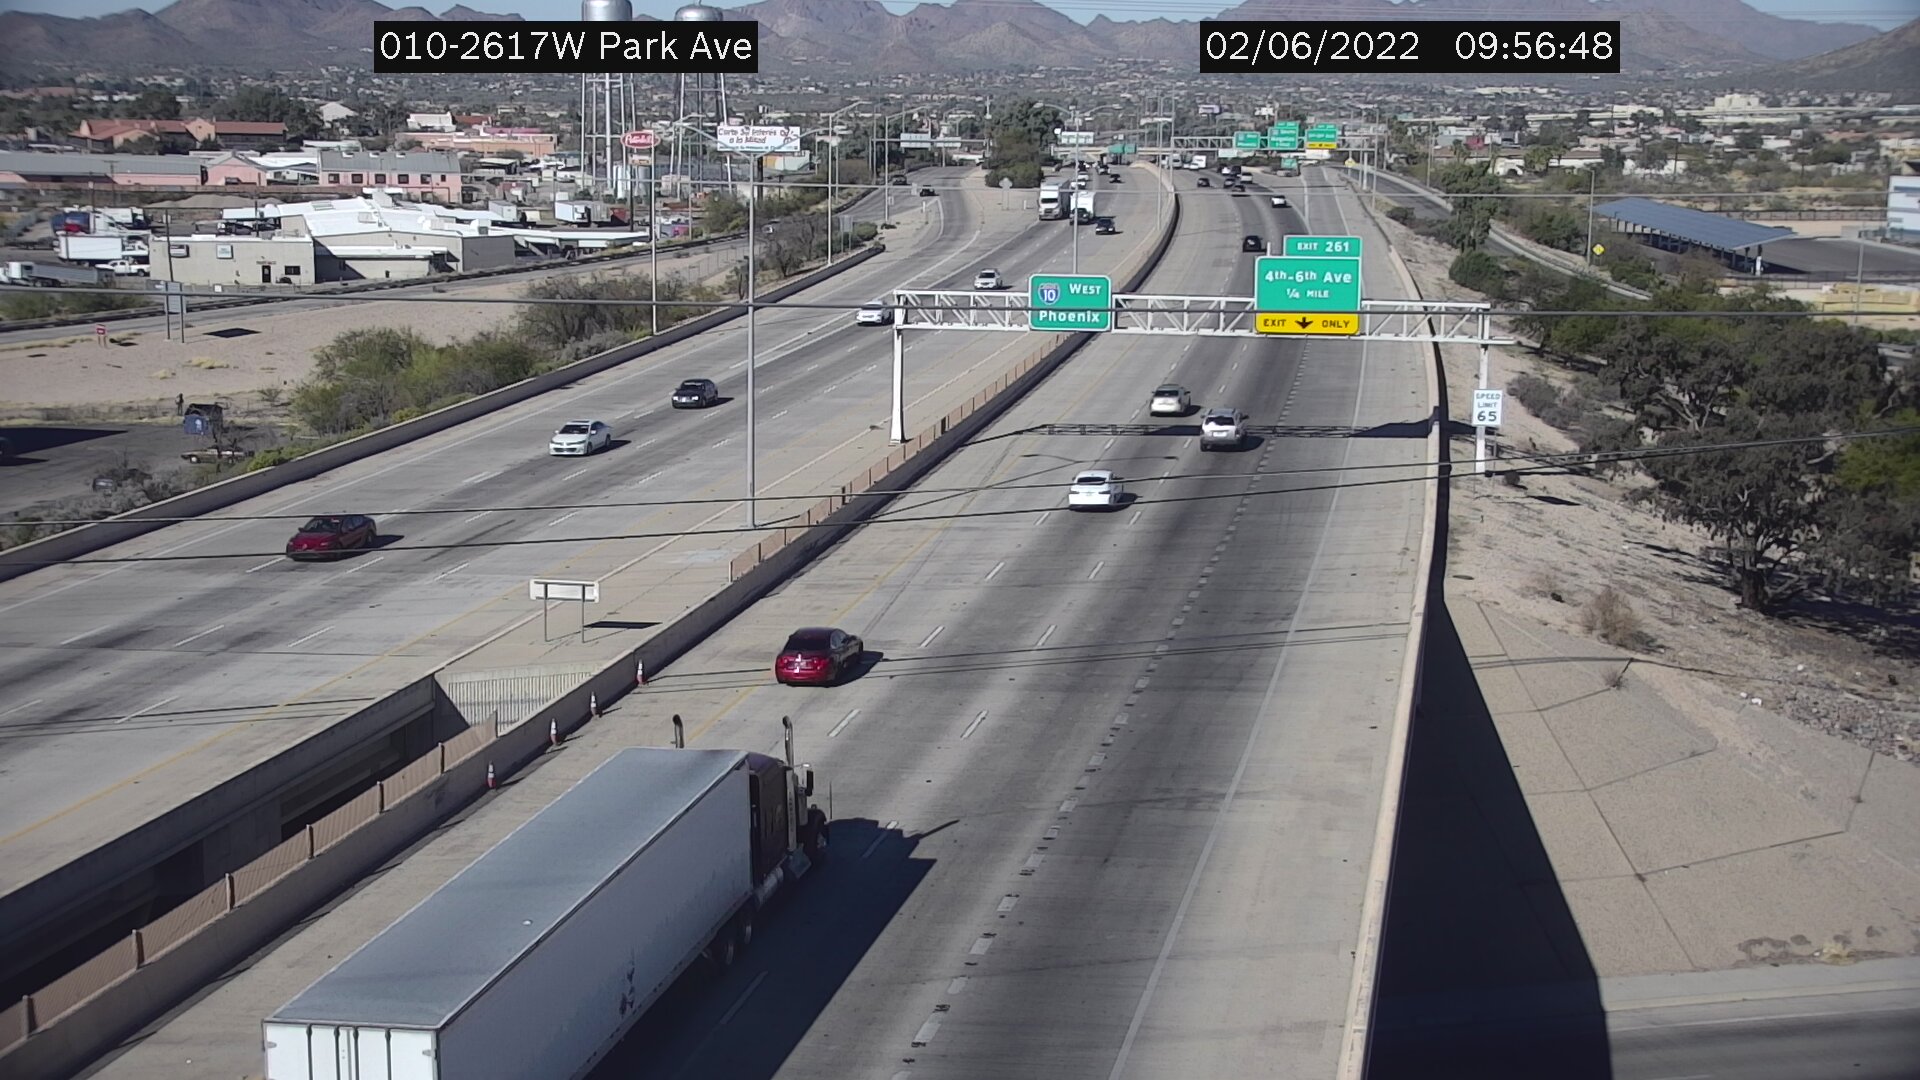 010-2617W Park Ave
02/06/2022 09:56:48
EXIT 261
4th-6th Ave
1/4 MILE
EXIT ONLY
10 WEST
Phoenix
SPEED
LIMIT
65